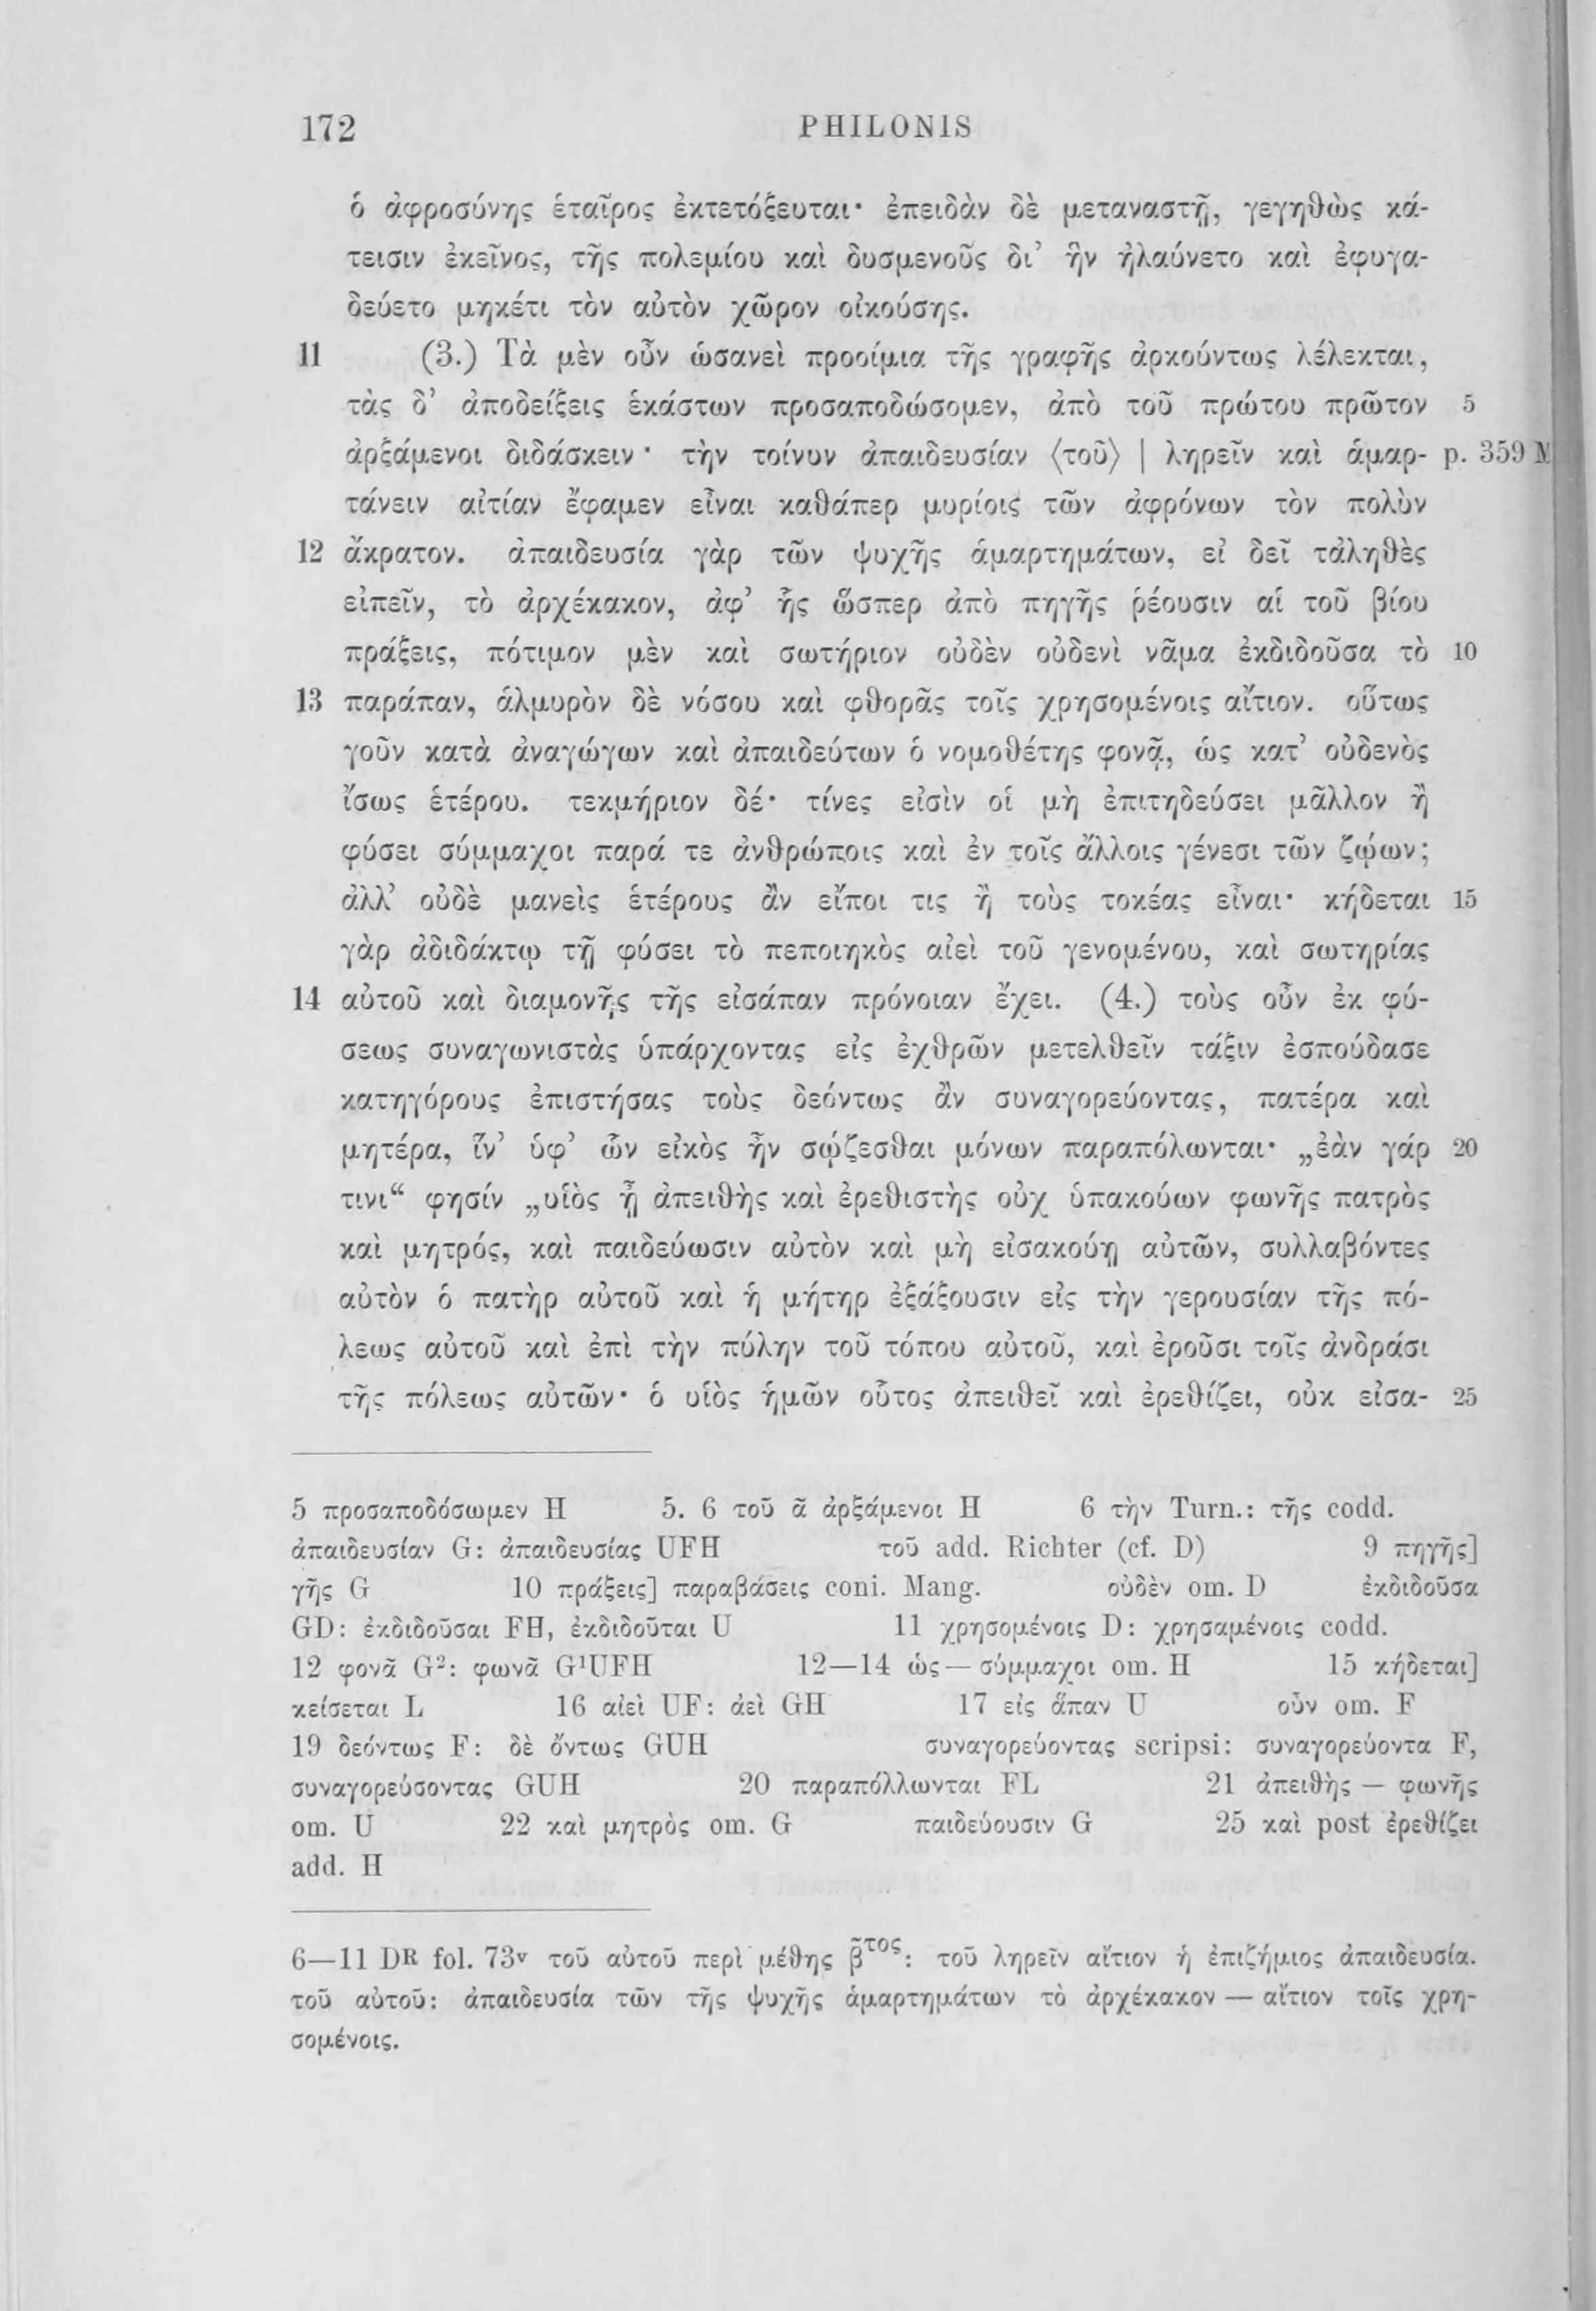 172 PHILONIS
ὁ ἀφροσύνης ἑταῖρος ἐκτετόξευται· ἐπειδὰν δὲ μεταναστῇ, γεγηθὼς κά-
τεισιν ἐκεῖνος, τῆς πολεμίου καὶ δυσμενοῦς δι’ ἣν ἠλαύνετο καὶ ἐφυγα-
δεύετο μηκέτι τὸν αὐτὸν χῶρον οἰκούσης.
11 (3.) Τὰ μὲν οὖν ὡσανεὶ προοίμια τῆς γραφῆς ἀρκούντως λέλεκται,
τὰς δ’ ἀποδείξεις ἑκάστων προσαποδώσομεν, ἀπὸ τοῦ πρώτου πρῶτον 5
ἀρξάμενοι διδάσκειν· τὴν τοίνυν ἀπαιδευσίαν ⟨τοῦ⟩ | ληρεῖν καὶ ἁμαρ- p. 359 M
τάνειν αἰτίαν ἔφαμεν εἶναι καθάπερ μυρίοις τῶν ἀφρόνων τὸν πολὺν
12 ἄκρατον. ἀπαιδευσία γὰρ τῶν ψυχῆς ἁμαρτημάτων, εἰ δεῖ τἀληθὲς
εἰπεῖν, τὸ ἀρχέκακον, ἀφ’ ἧς ὥσπερ ἀπὸ πηγῆς ῥέουσιν αἱ τοῦ βίου
πράξεις, πότιμον μὲν καὶ σωτήριον οὐδὲν οὐδενὶ νᾶμα ἐκδιδοῦσα τὸ 10
13 παράπαν, ἁλμυρὸν δὲ νόσου καὶ φθορᾶς τοῖς χρησομένοις αἴτιον. οὕτως
γοῦν κατὰ ἀναγώγων καὶ ἀπαιδεύτων ὁ νομοθέτης φονᾷ, ὡς κατ’ οὐδενὸς
ἴσως ἑτέρου. τεκμήριον δέ· τίνες εἰσὶν οἱ μὴ ἐπιτηδεύσει μᾶλλον ἢ
φύσει σύμμαχοι παρά τε ἀνθρώποις καὶ ἐν τοῖς ἄλλοις γένεσι τῶν ζῴων;
ἀλλ’ οὐδὲ μανεὶς ἑτέρους ἂν εἴποι τις ἢ τοὺς τοκέας εἶναι· κήδεται 15
γὰρ ἀδιδάκτῳ τῇ φύσει τὸ πεποιηκὸς αἰεὶ τοῦ γενομένου, καὶ σωτηρίας
14 αὐτοῦ καὶ διαμονῆς τῆς εἰσάπαν πρόνοιαν ἔχει. (4.) τοὺς οὖν ἐκ φύ-
σεως συναγωνιστὰς ὑπάρχοντας εἰς ἐχθρῶν μετελθεῖν τάξιν ἐσπούδασε
κατηγόρους ἐπιστήσας τοὺς δεόντως ἂν συναγορεύοντας, πατέρα καὶ
μητέρα, ἵν’ ὑφ’ ὧν εἰκὸς ἦν σῴζεσθαι μόνων παραπόλωνται· „ἐὰν γάρ 20
τινι“ φησίν „υἱὸς ᾖ ἀπειθὴς καὶ ἐρεθιστὴς οὐχ ὑπακούων φωνῆς πατρὸς
καὶ μητρός, καὶ παιδεύωσιν αὐτὸν καὶ μὴ εἰσακούῃ αὐτῶν, συλλαβόντες
αὐτὸν ὁ πατὴρ αὐτοῦ καὶ ἡ μήτηρ ἐξάξουσιν εἰς τὴν γερουσίαν τῆς πό-
λεως αὐτοῦ καὶ ἐπὶ τὴν πύλην τοῦ τόπου αὐτοῦ, καὶ ἐροῦσι τοῖς ἀνδράσι
τῆς πόλεως αὐτῶν· ὁ υἱὸς ἡμῶν οὗτος ἀπειθεῖ καὶ ἐρεθίζει, οὐκ εἰσα- 25
5 προσαποδόσωμεν H 5. 6 τοῦ ᾱ ἀρξάμενοι H 6 τὴν Turn.: τῆς codd.
ἀπαιδευσίαν G: ἀπαιδευσίας UFH τοῦ add. Richter (cf. D) 9 πηγῆς]
γῆς G 10 πράξεις] παραβάσεις coni. Mang. οὐδὲν om. D ἐκδιδοῦσα
GD: ἐκδιδοῦσαι FH, ἐκδιδοῦται U 11 χρησομένοις D: χρησαμένοις codd.
12 φονᾶ G²: φωνᾶ G¹UFH 12—14 ὡς — σύμμαχοι om. H 15 κήδεται]
κείσεται L 16 αἰεὶ UF: ἀεὶ GH 17 εἰς ἅπαν U οὖν om. F
19 δεόντως F: δὲ ὄντως GUH συναγορεύοντας scripsi: συναγορεύοντα F,
συναγορεύσοντας GUH 20 παραπόλλωνται FL 21 ἀπειθὴς — φωνῆς
om. U 22 καὶ μητρὸς om. G παιδεύουσιν G 25 καὶ post ἐρεθίζει
add. H
6—11 Dᴿ fol. 73ᵛ τοῦ αὐτοῦ περὶ μέθης β̄τος: τοῦ ληρεῖν αἴτιον ἡ ἐπιζήμιος ἀπαιδευσία.
τοῦ αὐτοῦ: ἀπαιδευσία τῶν τῆς ψυχῆς ἁμαρτημάτων τὸ ἀρχέκακον — αἴτιον τοῖς χρη-
σομένοις.